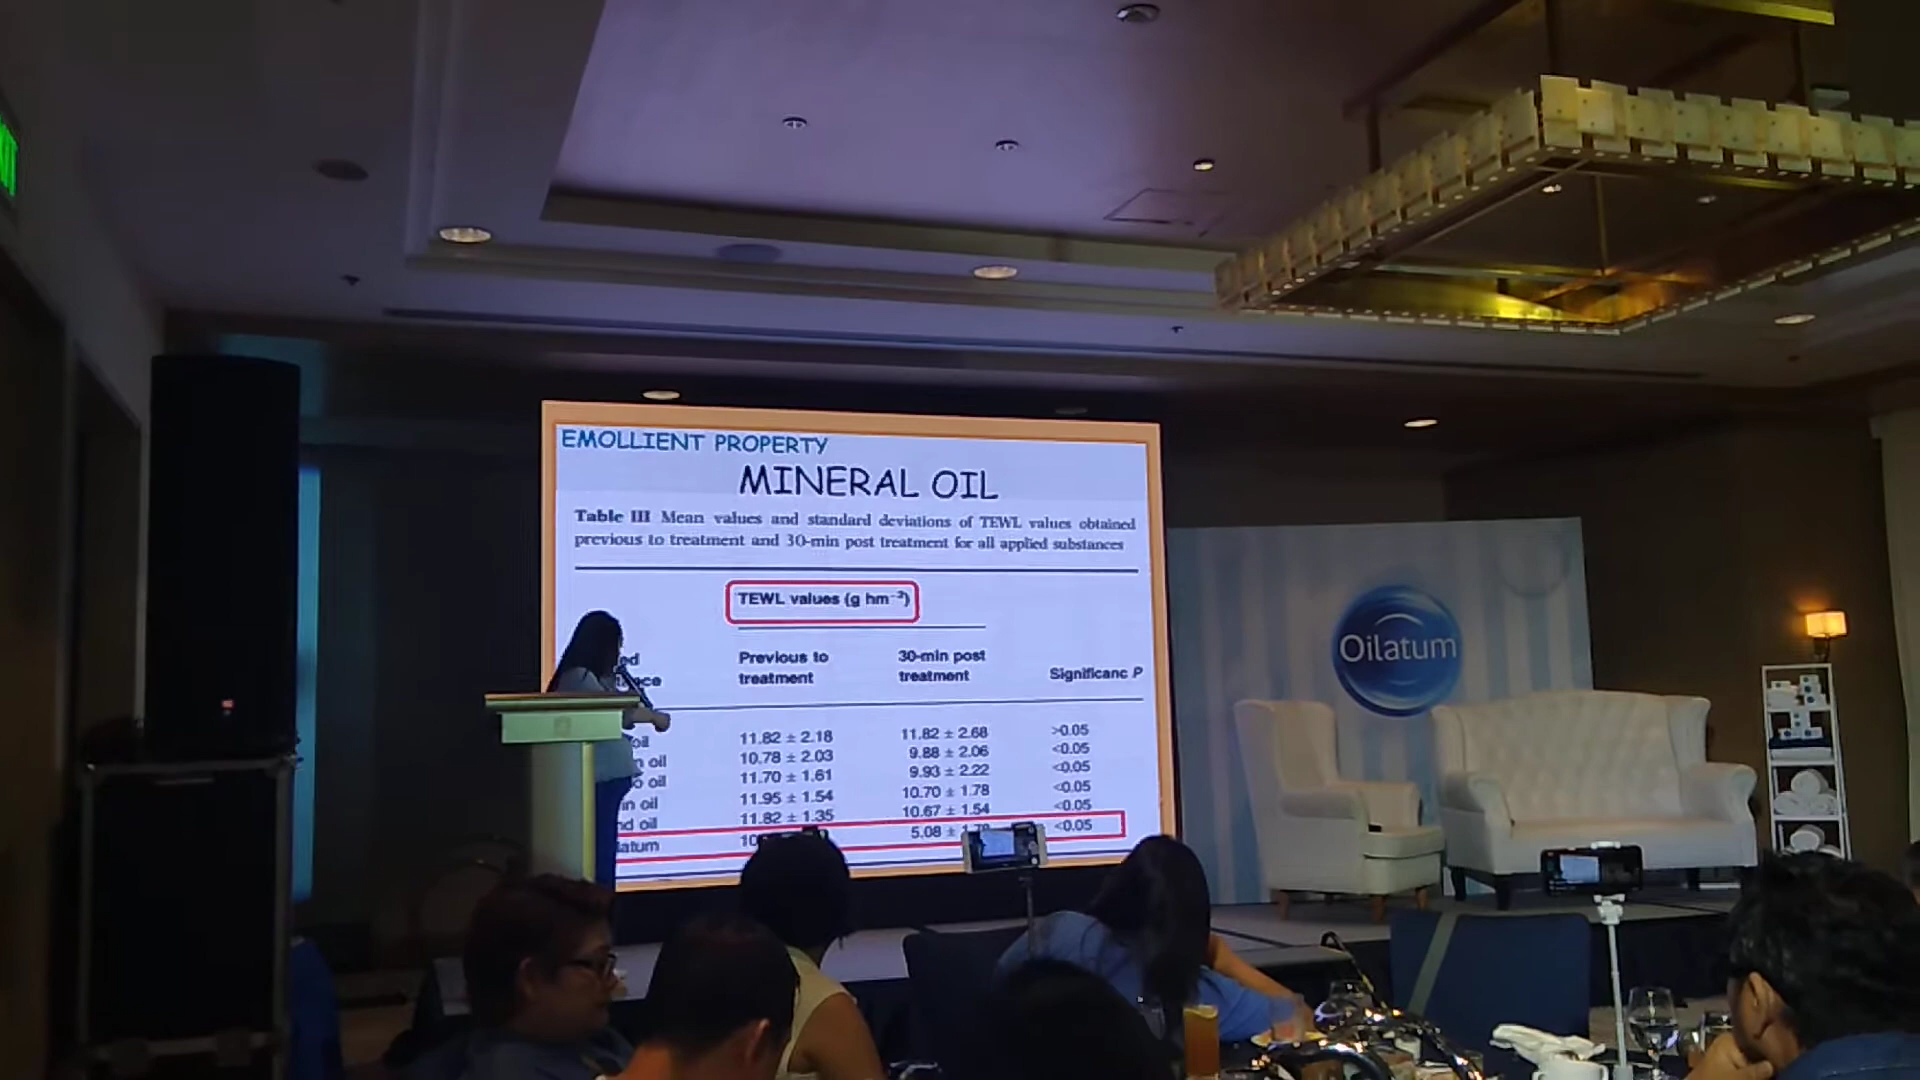 EMOLLIENT PROPERTY
MINERAL OIL
Table III Mean values and standard deviations of TEWL values obtained
previous to treatment and 30-min post treatment for all applied substances
TEWL values (g hm⁻²)
Previous to 30-min post
treatment treatment Significanc P
oil 11.82 ± 2.18 11.82 ± 2.68 >0.05
oil 10.78 ± 2.03 9.88 ± 2.06 <0.05
oil 11.70 ± 1.61 9.93 ± 2.22 <0.05
oil 11.95 ± 1.54 10.70 ± 1.78 <0.05
oil 11.82 ± 1.35 10.67 ± 1.54 <0.05
latum 5.08 ± <0.05
Oilatum